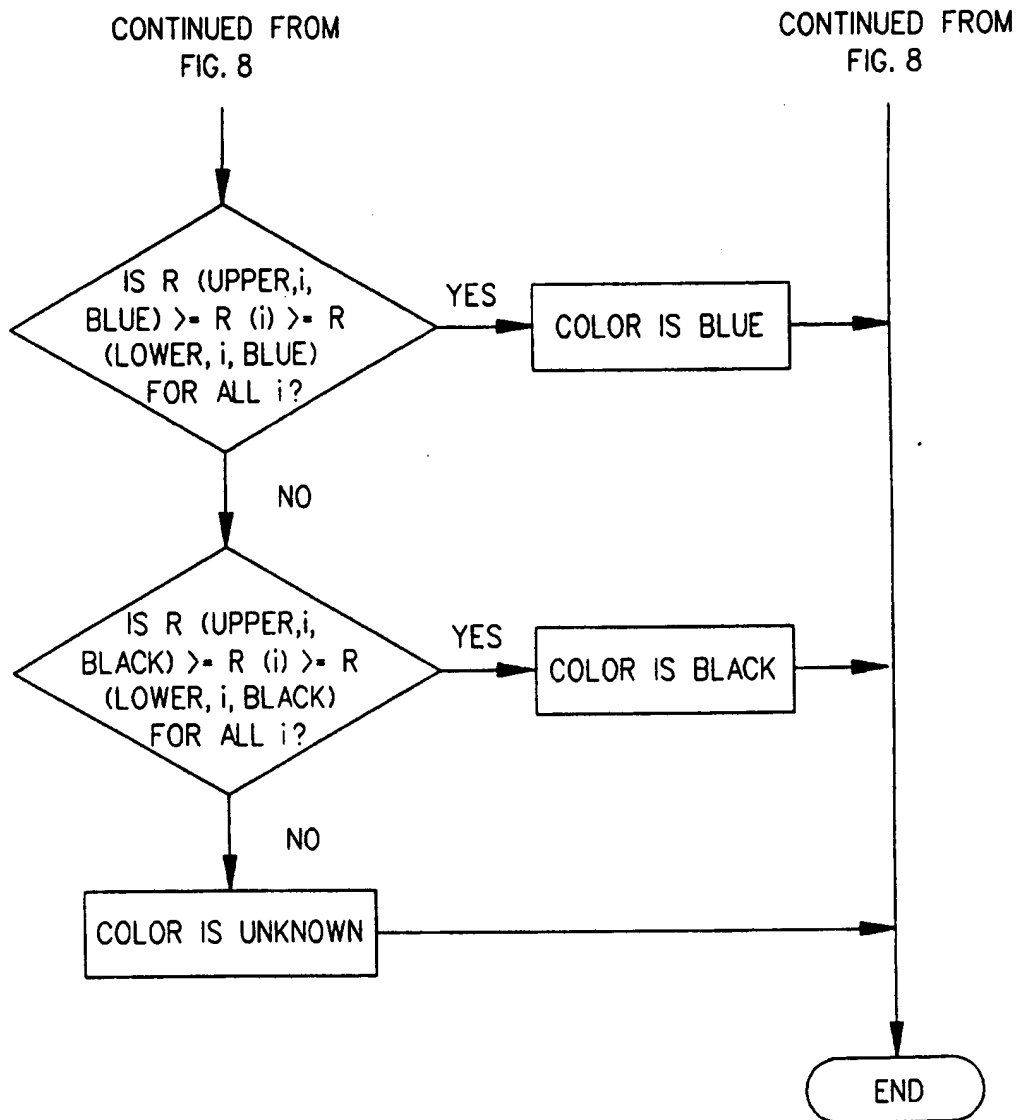 CONTINUED FROM
FIG. 8
CONTINUED FROM
FIG. 8
IS R (UPPER,i,
BLUE) >= R (i) >= R
(LOWER, i, BLUE)
FOR ALL i?
YES
COLOR IS BLUE
NO
IS R (UPPER,i,
BLACK) >= R (i) >= R
(LOWER, i, BLACK)
FOR ALL i?
YES
COLOR IS BLACK
NO
COLOR IS UNKNOWN
END